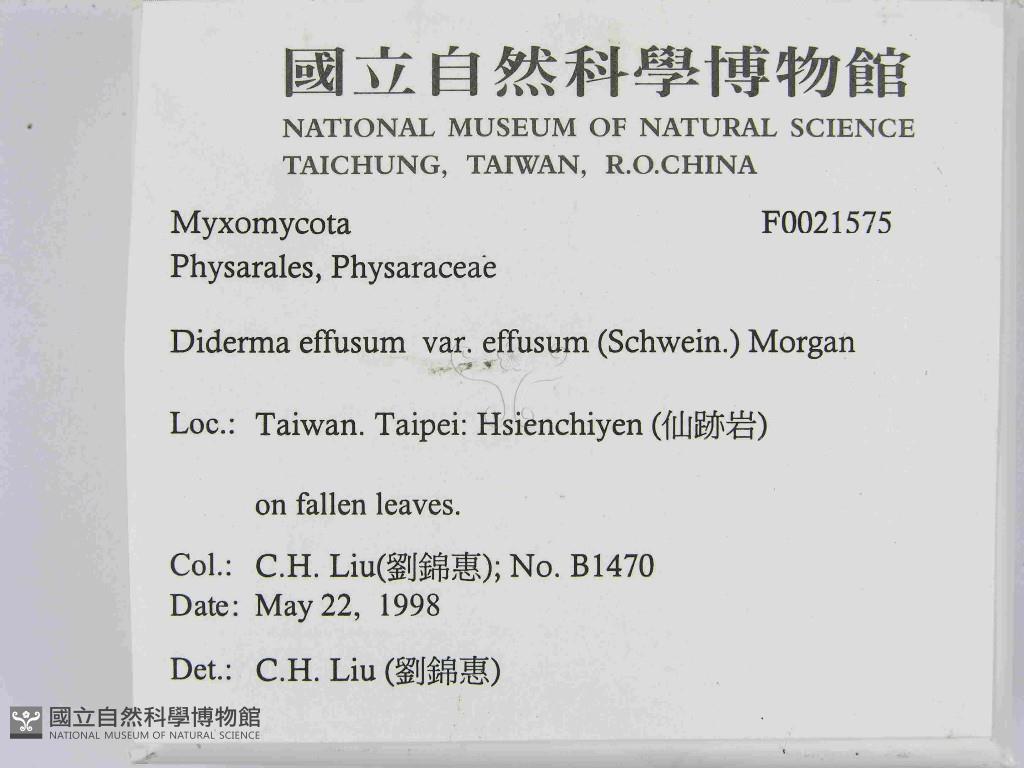 國立自然科學博物館
NATIONAL MUSEUM OF NATURAL SCIENCE
TAICHUNG, TAIWAN, R.O.CHINA
Myxomycota F0021575
Physarales, Physaraceae
Diderma effusum var. effusum (Schwein.) Morgan
Loc.: Taiwan. Taipei: Hsienchiyen (仙跡岩)
on fallen leaves.
Col.: C.H. Liu(劉錦惠); No. B1470
Date: May 22, 1998
Det.: C.H. Liu (劉錦惠)
國立自然科學博物館
NATIONAL MUSEUM OF NATURAL SCIENCE